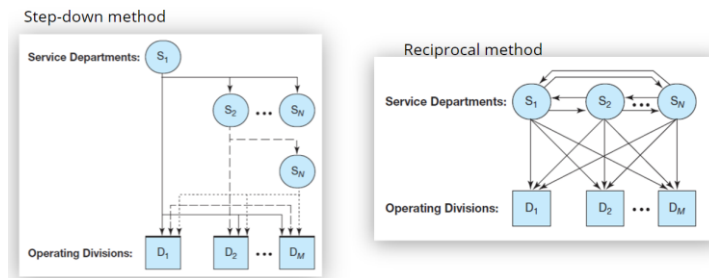 Step-down method
Service Departments: S1
S2 ••• SN
SN
Operating Divisions: D1 D2 ••• DM
Reciprocal method
Service Departments: S1 S2 ••• SN
Operating Divisions: D1 D2 ••• DM